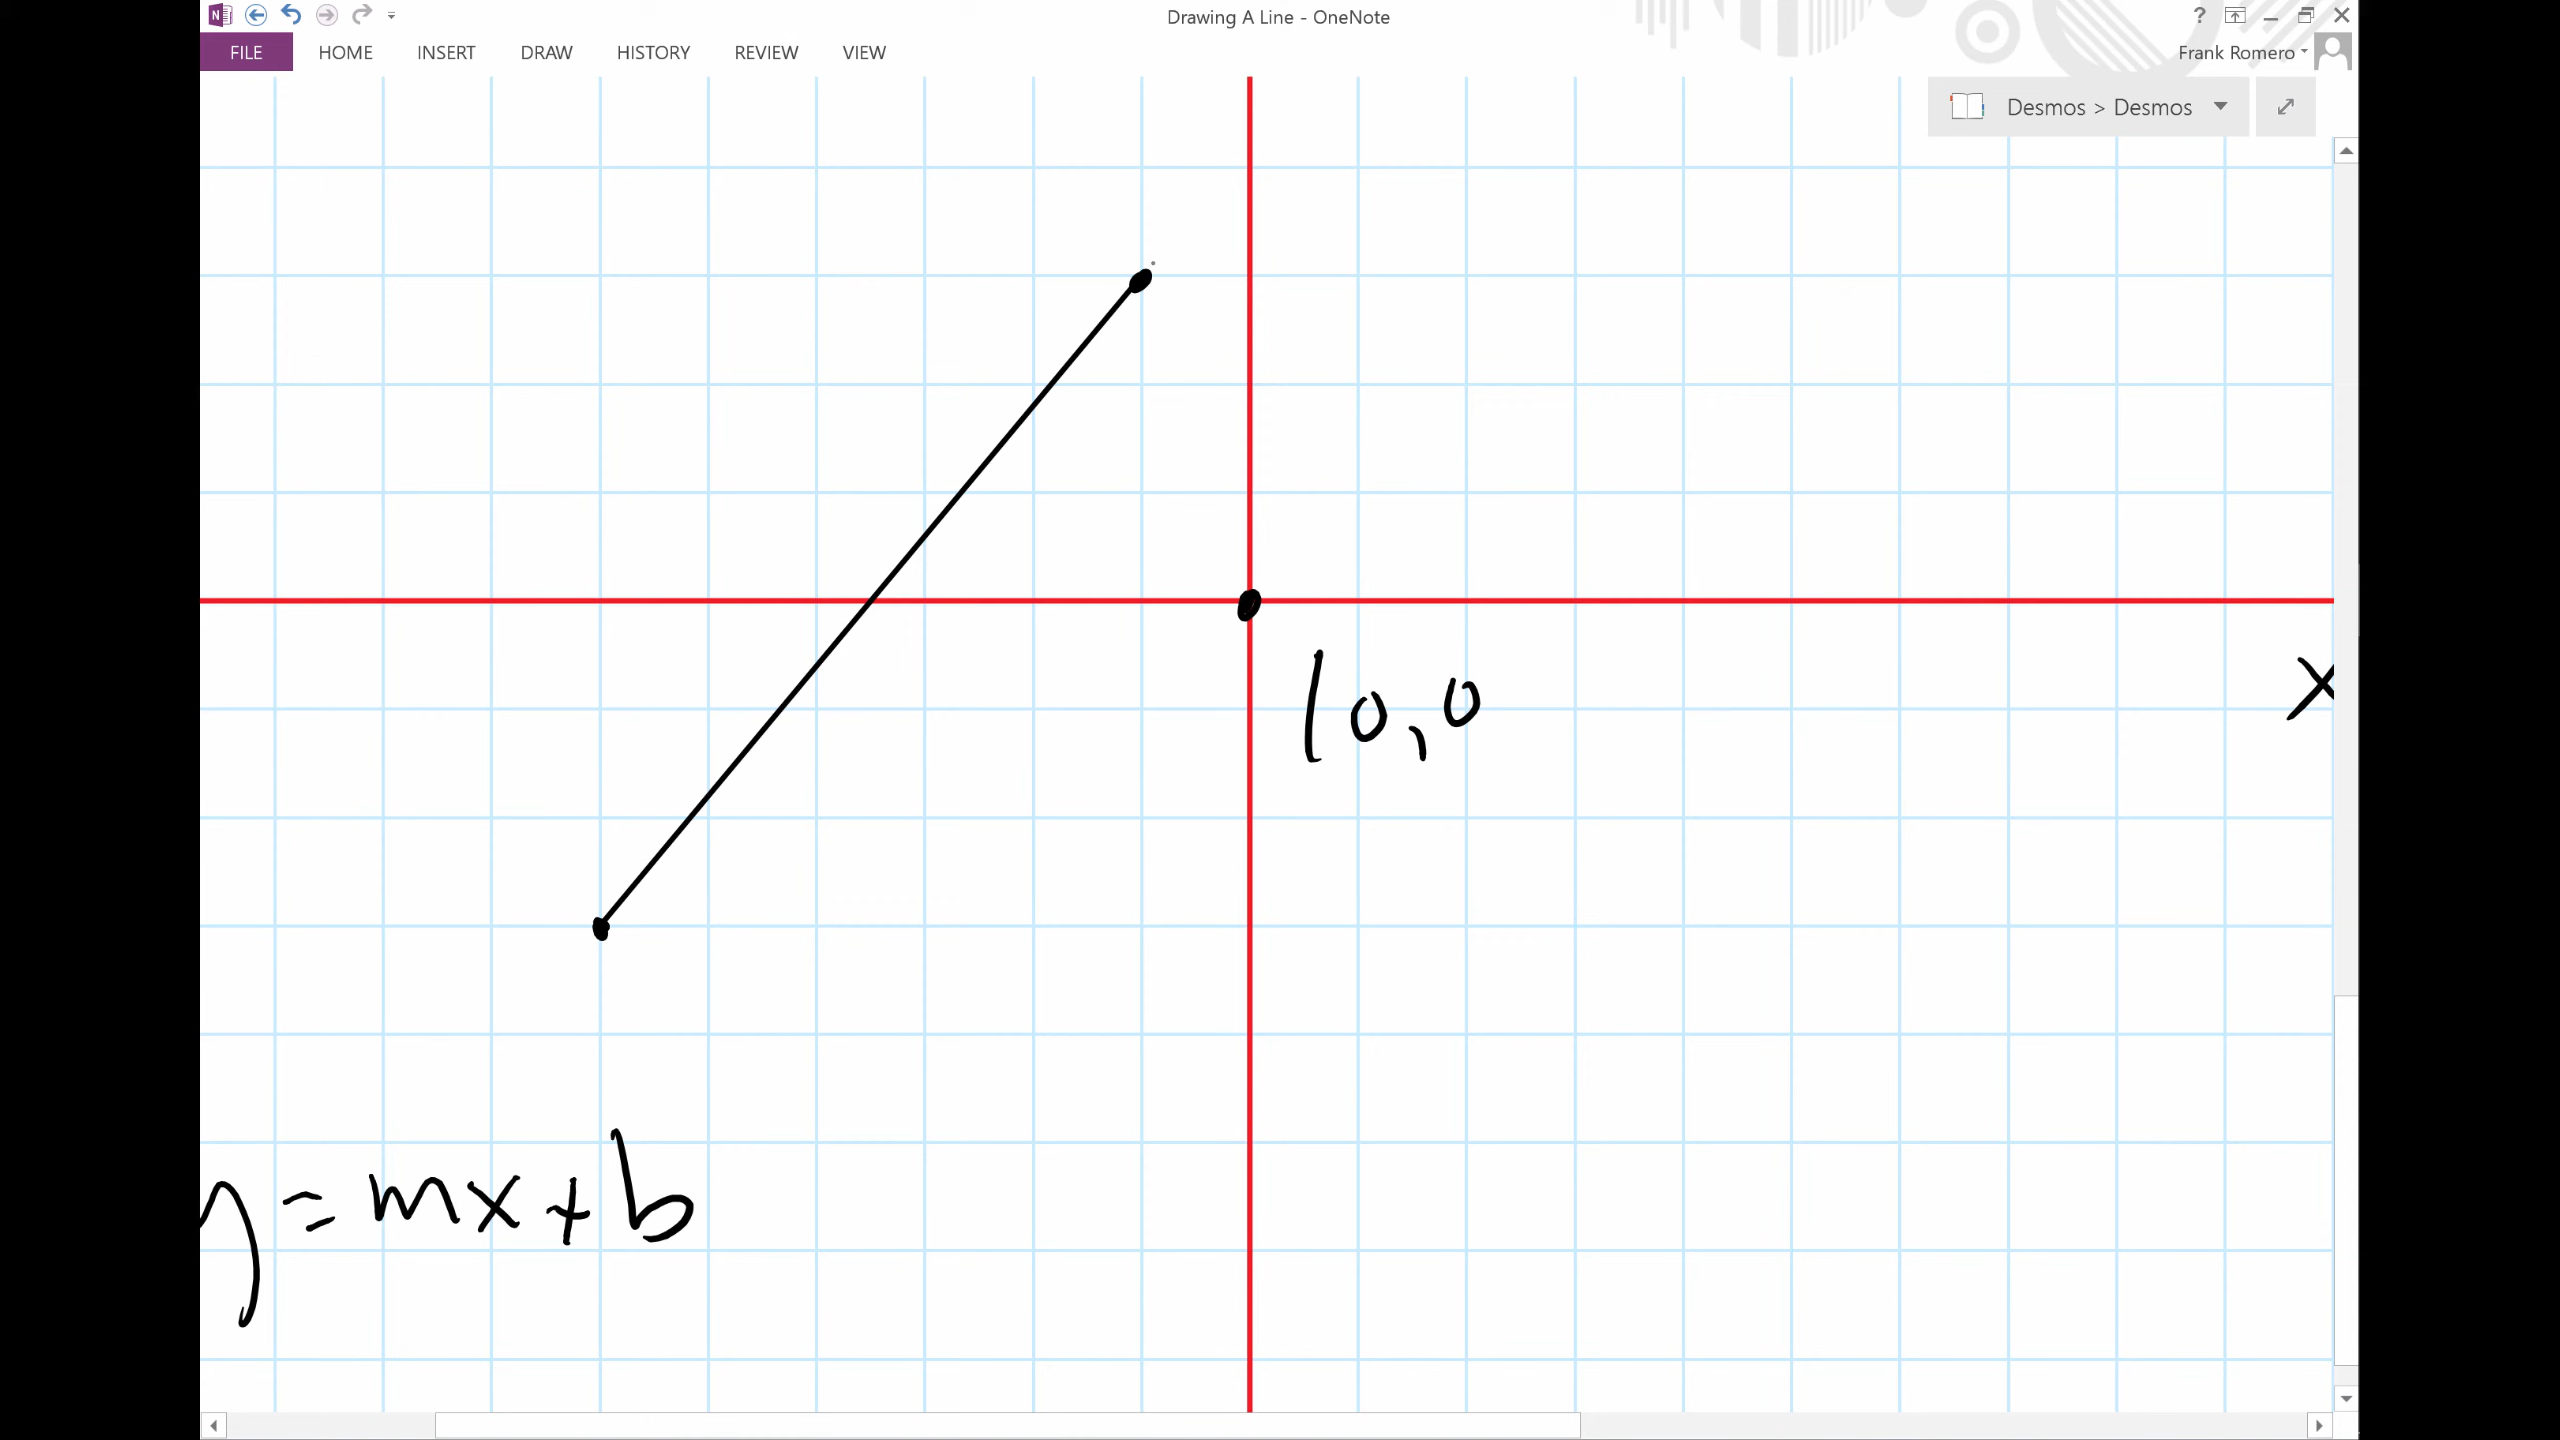 Drawing A Line - OneNote
?
FILE HOME INSERT DRAW HISTORY REVIEW VIEW
Frank Romero
Desmos > Desmos
(0,0
x
y = mx + b